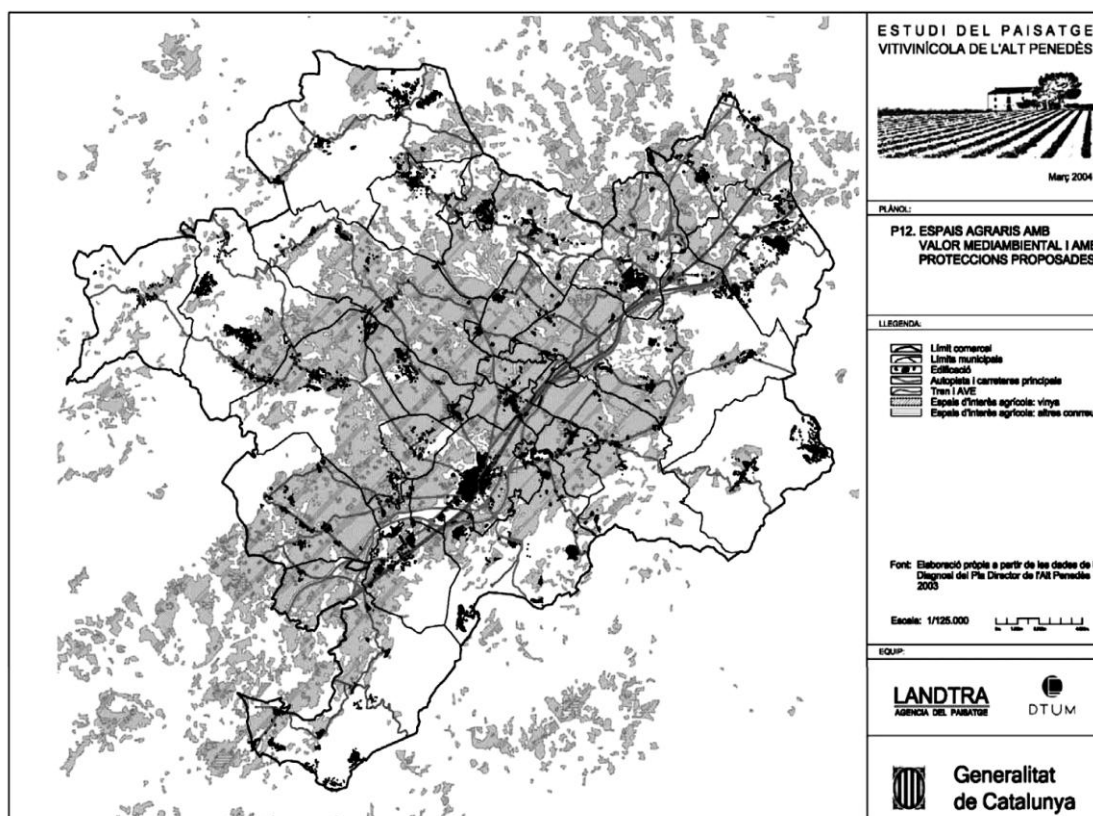 ESTUDI DEL PAISATGE
VITIVINÍCOLA DE L'ALT PENEDÈS
Març 2004
PLÀNOL:
P12. ESPAIS AGRARIS AMB
VALOR MEDIAMBIENTAL I AMB
PROTECCIONS PROPOSADES
LLEGENDA:
Límit comarcal
Límits municipals
Edificació
Autopista i carreteres principals
Tren i AVE
Espais d'interès agrícola: vinya
Espais d'interès agrícola: altres conreu
Font: Elaboració pròpia a partir de les dades de
Diagnosi del Pla Director de l'Alt Penedès
2003
Escala: 1/125.000
EQUIP:
LANDTRA
AGENCIA DEL PAISATGE
DTUM
Generalitat
de Catalunya